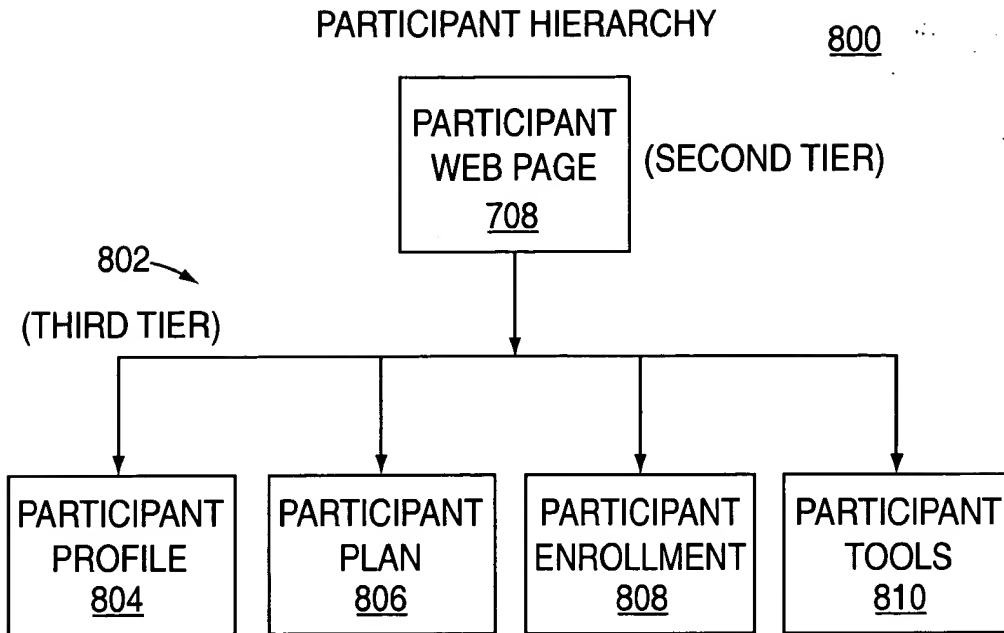 PARTICIPANT HIERARCHY
800
PARTICIPANT
WEB PAGE
708
(SECOND TIER)
802
(THIRD TIER)
PARTICIPANT
PROFILE
804
PARTICIPANT
PLAN
806
PARTICIPANT
ENROLLMENT
808
PARTICIPANT
TOOLS
810